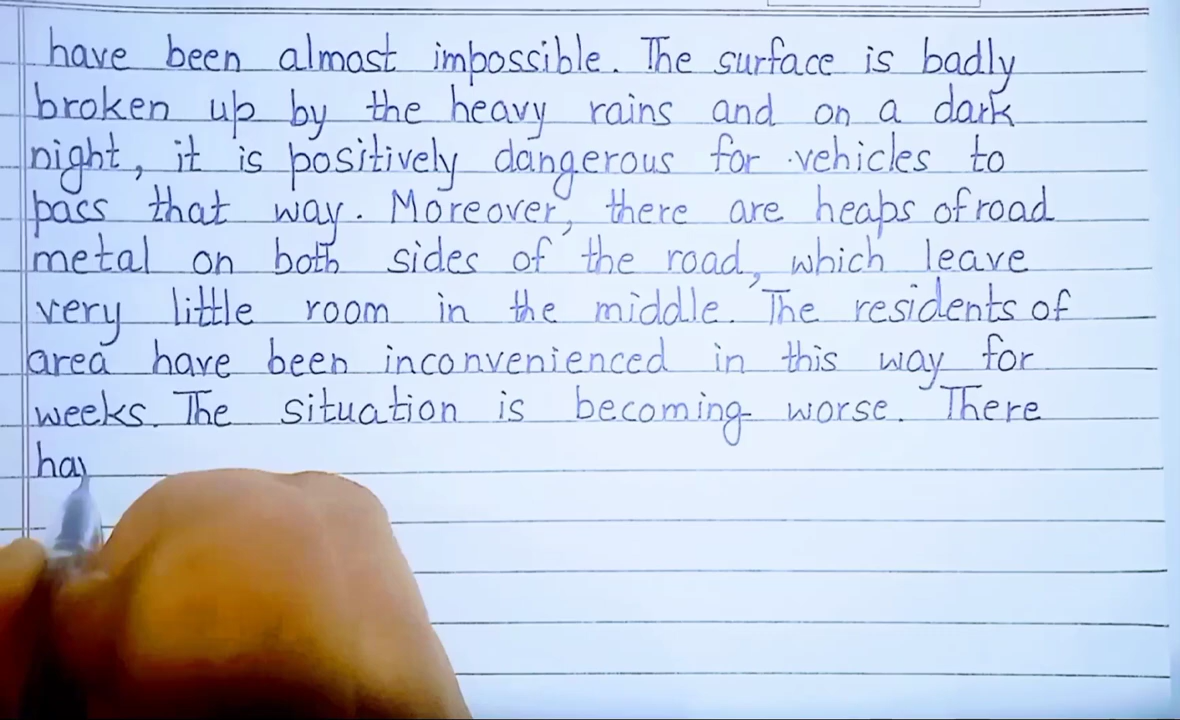 have been almost impossible. The surface is badly
broken up by the heavy rains and on a dark
night, it is positively dangerous for vehicles to
pass that way. Moreover, there are heaps of road
metal on both sides of the road, which leave
very little room in the middle. The residents of
area have been inconvenienced in this way for
weeks. The situation is becoming worse. There